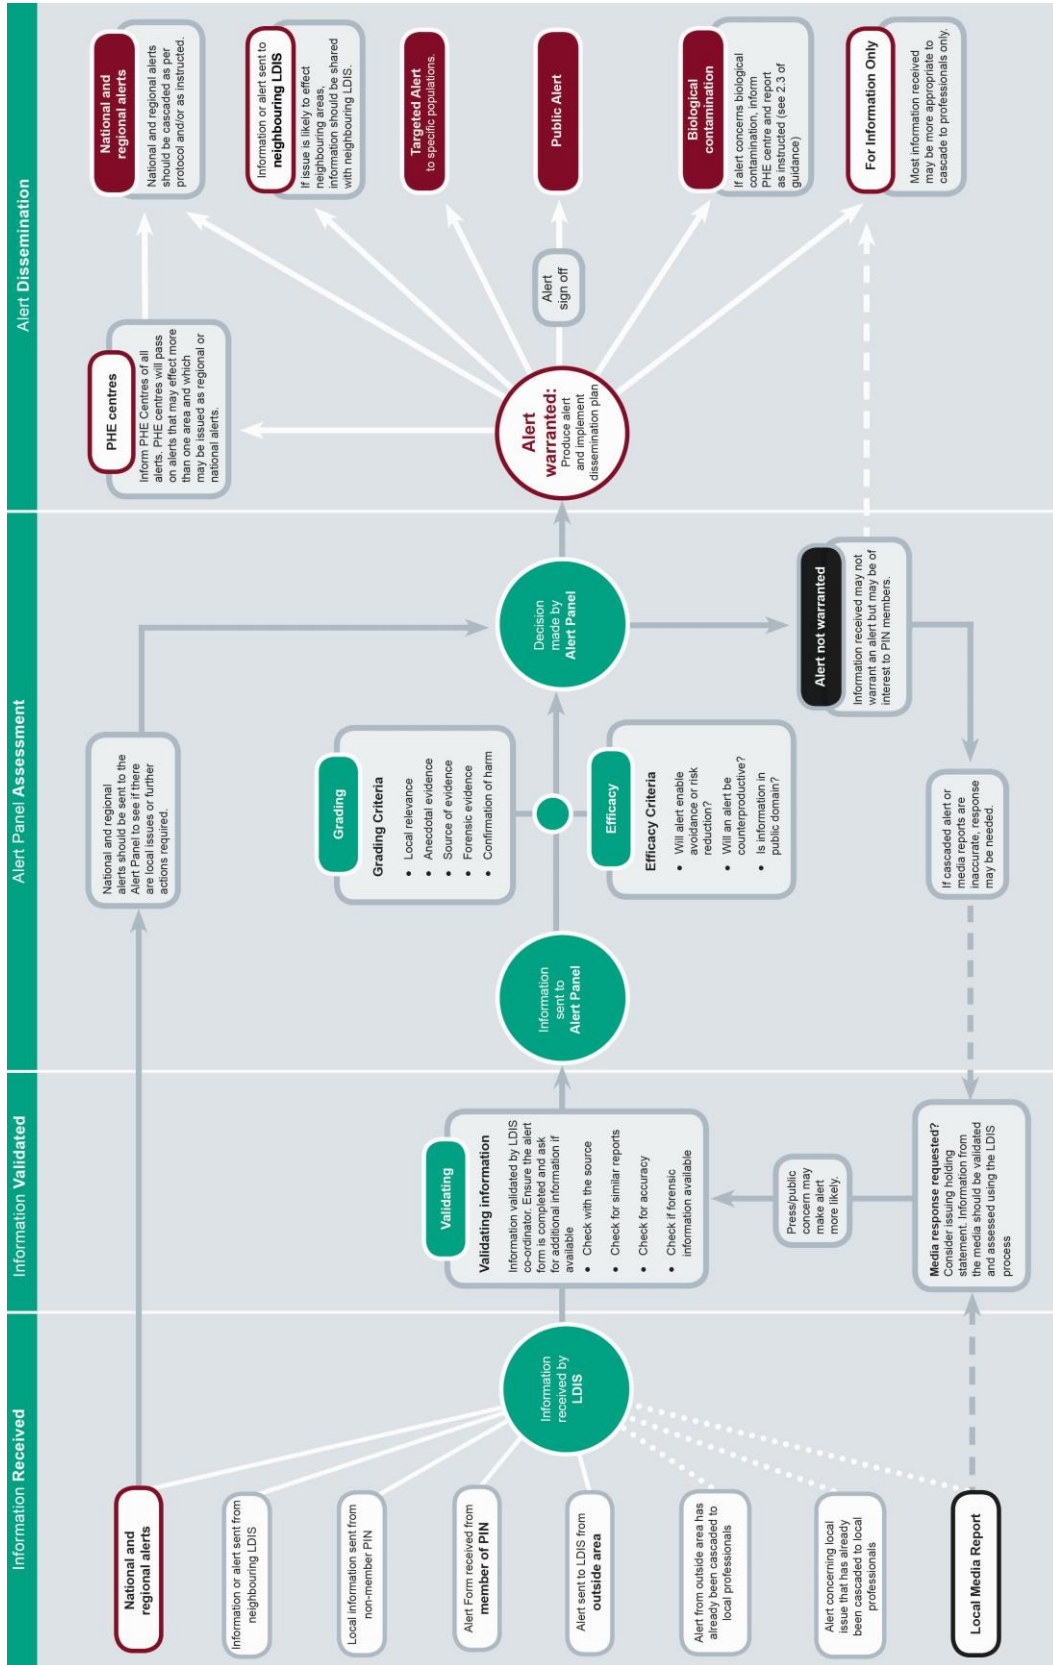 Information Received
National and
regional alerts
Information or alert sent from
neighbouring LDIS
Local information sent from
non-member PIN
Alert Form received from
member of PIN
Alert sent to LDIS from
outside area
Alert from outside area has
already been cascaded to
local professionals
Alert concerning local
issue that has already
been cascaded to local
professionals
Local Media Report
Information
received by
LDIS
Information Validated
Validating
Validating information
Information validated by LDIS
co-ordinator. Ensure the alert
form is completed and ask
for additional information if
available
• Check with the source
• Check for similar reports
• Check for accuracy
• Check if forensic
information available
Press/public
concern may
make alert
more likely.
Media response requested?
Consider issuing holding
statement. Information from
the media should be validated
and assessed using the LDIS
process
Alert Panel Assessment
National and regional
alerts should be sent to the
Alert Panel to see if there
are local issues or further
actions required.
Information
sent to
Alert Panel
Grading
Grading Criteria
• Local relevance
• Anecdotal evidence
• Source of evidence
• Forensic evidence
• Confirmation of harm
Efficacy
Efficacy Criteria
• Will alert enable
avoidance or risk
reduction?
• Will an alert be
counterproductive?
• Is information in
public domain?
Decision
made by
Alert Panel
Alert not warranted
Information received may not
warrant an alert but may be of
interest to PIN members.
If cascaded alert or
media reports are
inaccurate, response
may be needed.
Alert Dissemination
PHE centres
Inform PHE Centres of all
alerts. PHE centres will pass
on alerts that may effect more
than one area and which
may be issued as regional or
national alerts.
Alert
warranted:
Produce alert
and implement
dissemination plan
Alert
sign off
National and
regional alerts
National and regional alerts
should be cascaded as per
protocol and/or as instructed.
Information or alert sent to
neighbouring LDIS
If issue is likely to effect
neighbouring areas,
information should be shared
with neighbouring LDIS.
Targeted Alert
to specific populations.
Public Alert
Biological
contamination
If alert concerns biological
contamination, inform
PHE centre and report
as instructed (see 2.3 of
guidance)
For Information Only
Most information received
may be more appropriate to
cascade to professionals only.